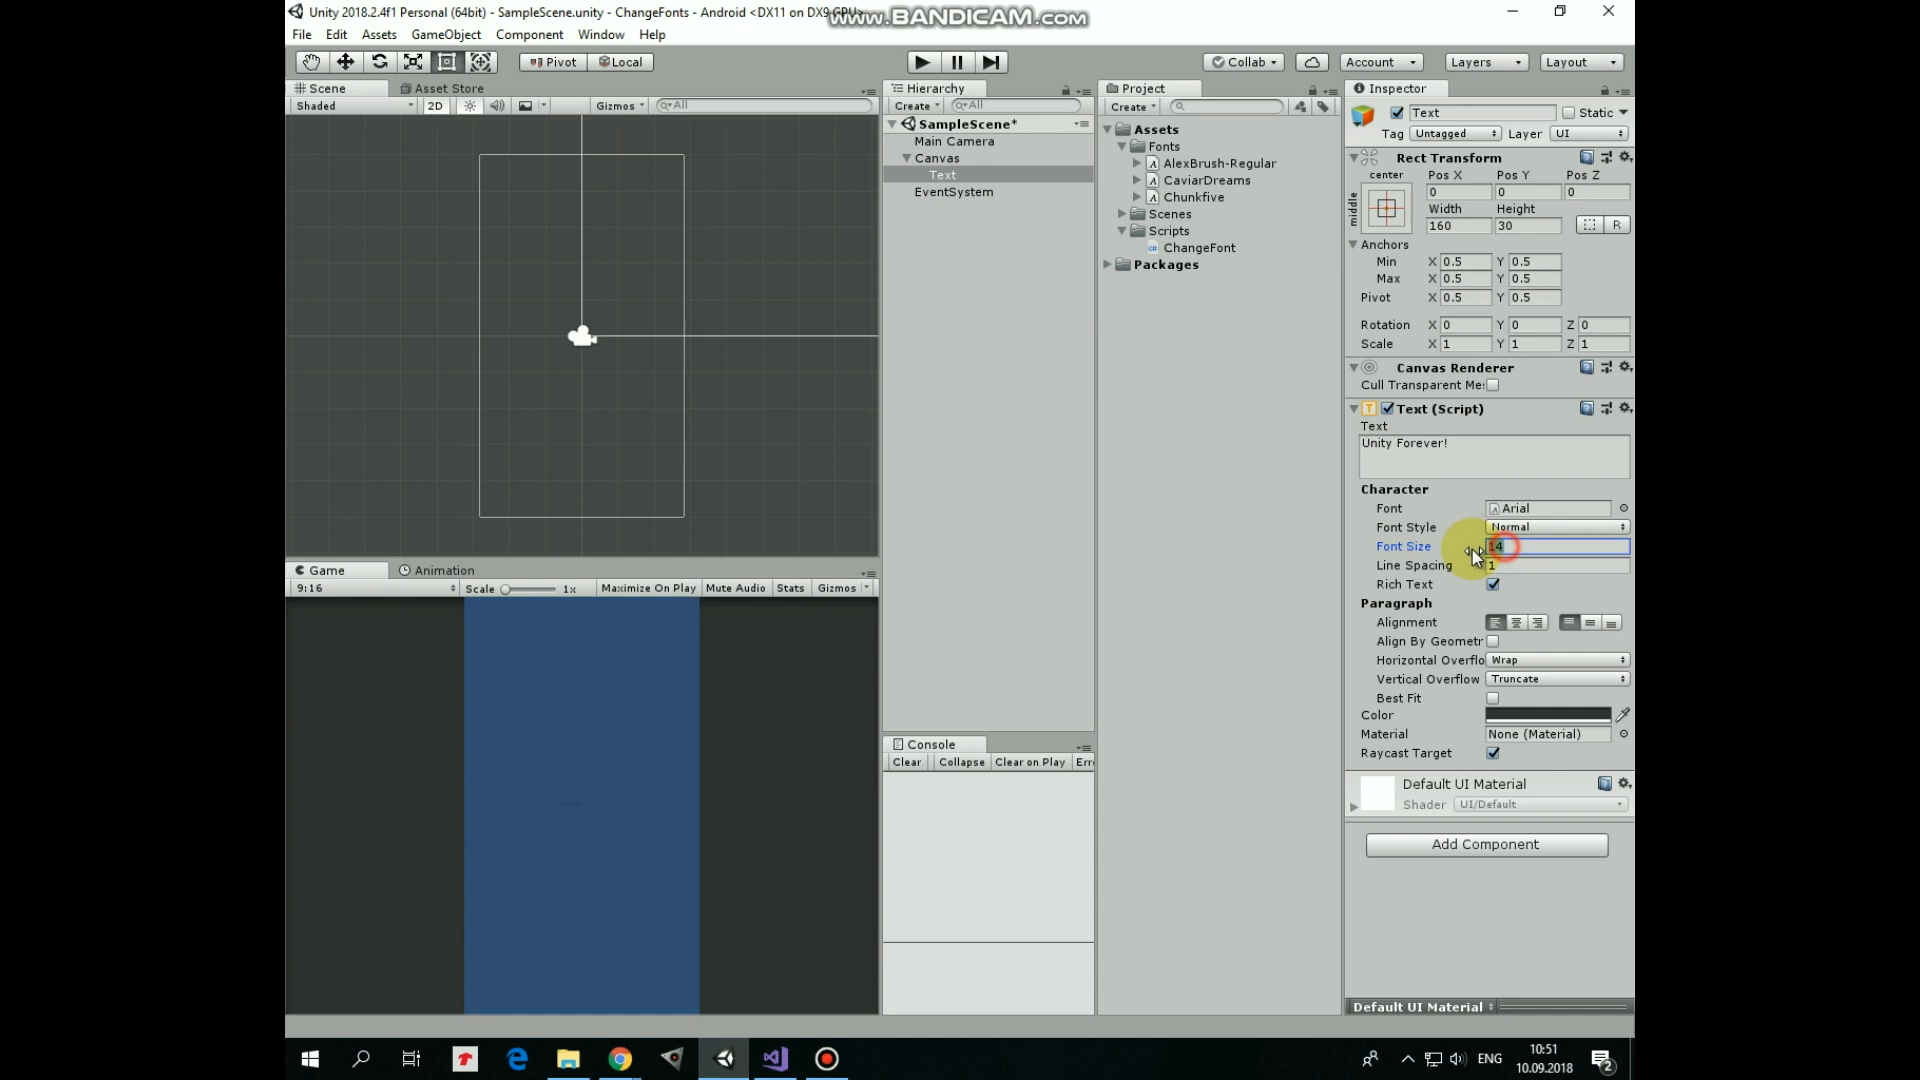 Unity 2018.2.4f1 Personal (64bit) - SampleScene.unity - ChangeFonts - Android <DX11 on DX9 GPU>
www.BANDICAM.com
File Edit Assets GameObject Component Window Help
Pivot Local Collab Account Layers Layout
Scene Asset Store
Shaded 2D Gizmos All
Hierarchy
Create All
SampleScene*
Main Camera
Canvas
Text
EventSystem
Project
Create
Assets
Fonts
AlexBrush-Regular
CaviarDreams
Chunkfive
Scenes
Scripts
ChangeFont
Packages
Inspector
Text Static
Tag Untagged Layer UI
Rect Transform
center Pos X Pos Y Pos Z
middle
0 0 0
Width Height
160 30 R
Anchors
Min X 0.5 Y 0.5
Max X 0.5 Y 0.5
Pivot X 0.5 Y 0.5
Rotation X 0 Y 0 Z 0
Scale X 1 Y 1 Z 1
Canvas Renderer
Cull Transparent Me
Text (Script)
Text
Unity Forever!
Character
Font Arial
Font Style Normal
Font Size 14
Line Spacing 1
Rich Text
Paragraph
Alignment
Align By Geometr
Horizontal Overflo Wrap
Vertical Overflow Truncate
Best Fit
Color
Material None (Material)
Raycast Target
Default UI Material
Shader UI/Default
Add Component
Default UI Material
Game Animation
9:16 Scale 1x Maximize On Play Mute Audio Stats Gizmos
Console
Clear Collapse Clear on Play Err
ENG
10:51
10.09.2018
2